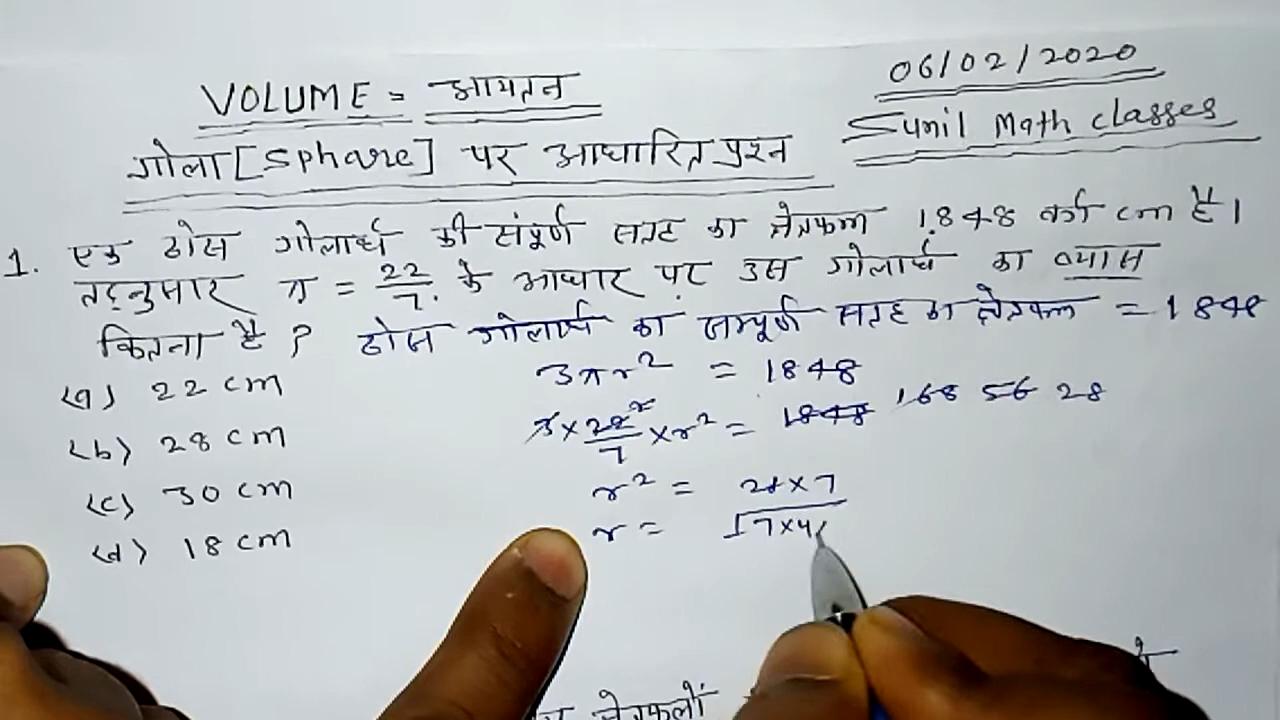 VOLUME = आयतन
06/02/2020
Sunil Math classes
गोला [Sphare] पर आधारित प्रश्न
1. एक ठोस गोलार्ध की संपूर्ण सतह का क्षेत्रफल 1848 वर्ग cm है।
तद्नुसार π = 22/7 के आधार पर उस गोलार्ध का व्यास
कितना है ?
(a) 22 cm
(b) 28 cm
(c) 30 cm
(d) 18 cm
ठोस गोलार्ध का सम्पूर्ण सतह का क्षेत्रफल = 1848
3πr² = 1848
3 × 22/7 × r² = 1848 168 56 28
r² = 28×7
r = √7×4
क्षेत्रफलों